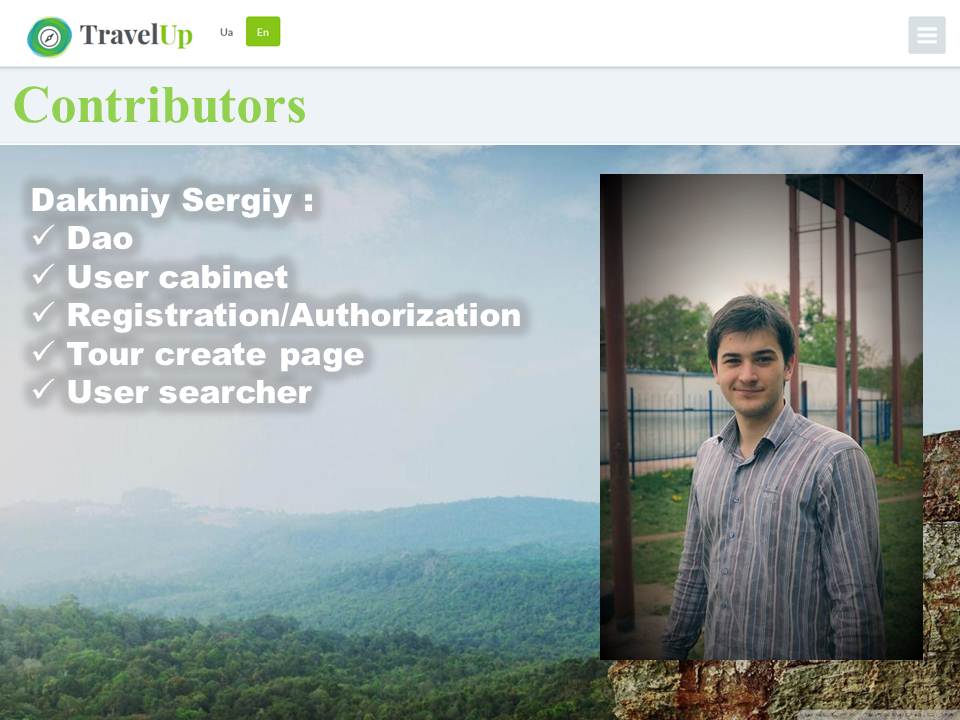 TravelUp
Ua
En
Contributors
Dakhniy Sergiy :
✓ Dao
✓ User cabinet
✓ Registration/Authorization
✓ Tour create page
✓ User searcher